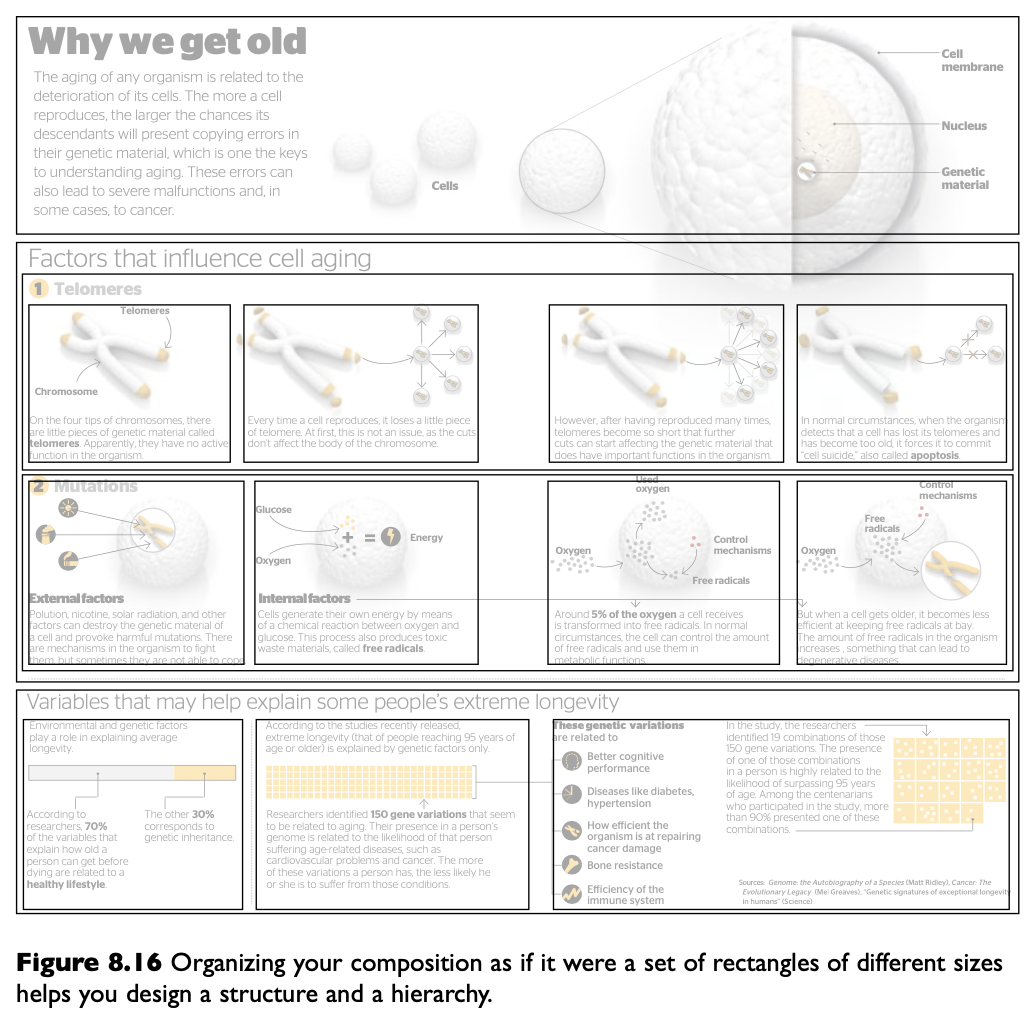 Why we get old
The aging of any organism is related to the
deterioration of its cells. The more a cell
reproduces, the larger the chances its
descendants will present copying errors in
their genetic material, which is one the keys
to understanding aging. These errors can
also lead to severe malfunctions and, in
some cases, to cancer.
Cells
Cell
membrane
Nucleus
Genetic
material
Factors that influence cell aging
1 Telomeres
Telomeres
Chromosome
On the four tips of chromosomes, there
are little pieces of genetic material called
telomeres. Apparently, they have no active
function in the organism.
Every time a cell reproduces, it loses a little piece
of telomere. At first, this is not an issue, as the cuts
don't affect the body of the chromosome.
However, after having reproduced many times,
telomeres become so short that further
cuts can start affecting the genetic material that
does have important functions in the organism.
In normal circumstances, when the organism
detects that a cell has lost its telomeres and
has become too old, it forces it to commit
"cell suicide," also called apoptosis.
2 Mutations
External factors
Polution, nicotine, solar radiation, and other
factors can destroy the genetic material of
a cell and provoke harmful mutations. There
are mechanisms in the organism to fight
them, but sometimes they are not able to cope
Glucose
Oxygen
+ =
Energy
Internal factors
Cells generate their own energy by means
of a chemical reaction between oxygen and
glucose. This process also produces toxic
waste materials, called free radicals.
Used
oxygen
Oxygen
Control
mechanisms
Free radicals
Around 5% of the oxygen a cell receives
is transformed into free radicals. In normal
circumstances, the cell can control the amount
of free radicals and use them in
metabolic functions.
Control
mechanisms
Free
radicals
Oxygen
But when a cell gets older, it becomes less
efficient at keeping free radicals at bay.
The amount of free radicals in the organism
increases , something that can lead to
degenerative diseases.
Variables that may help explain some people's extreme longevity
Environmental and genetic factors
play a role in explaining average
longevity.
According to
researchers, 70%
of the variables that
explain how old a
person can get before
dying are related to a
healthy lifestyle.
The other 30%
corresponds to
genetic inheritance.
According to the studies recently released,
extreme longevity (that of people reaching 95 years of
age or older) is explained by genetic factors only.
Researchers identified 150 gene variations that seem
to be related to aging. Their presence in a person's
genome is related to the likelihood of that person
suffering age-related diseases, such as
cardiovascular problems and cancer. The more
of these variations a person has, the less likely he
or she is to suffer from those conditions.
These genetic variations
are related to
Better cognitive
performance
Diseases like diabetes,
hypertension
How efficient the
organism is at repairing
cancer damage
Bone resistance
Efficiency of the
immune system
In the study, the researchers
identified 19 combinations of those
150 gene variations. The presence
of one of those combinations
in a person is highly related to the
likelihood of surpassing 95 years
of age. Among the centenarians
who participated in the study, more
than 90% presented one of these
combinations.
Sources: Genome: the Autobiography of a Species (Matt Ridley), Cancer: The
Evolutionary Legacy (Mel Greaves), "Genetic signatures of exceptional longevity
in humans" (Science)
Figure 8.16 Organizing your composition as if it were a set of rectangles of different sizes
helps you design a structure and a hierarchy.